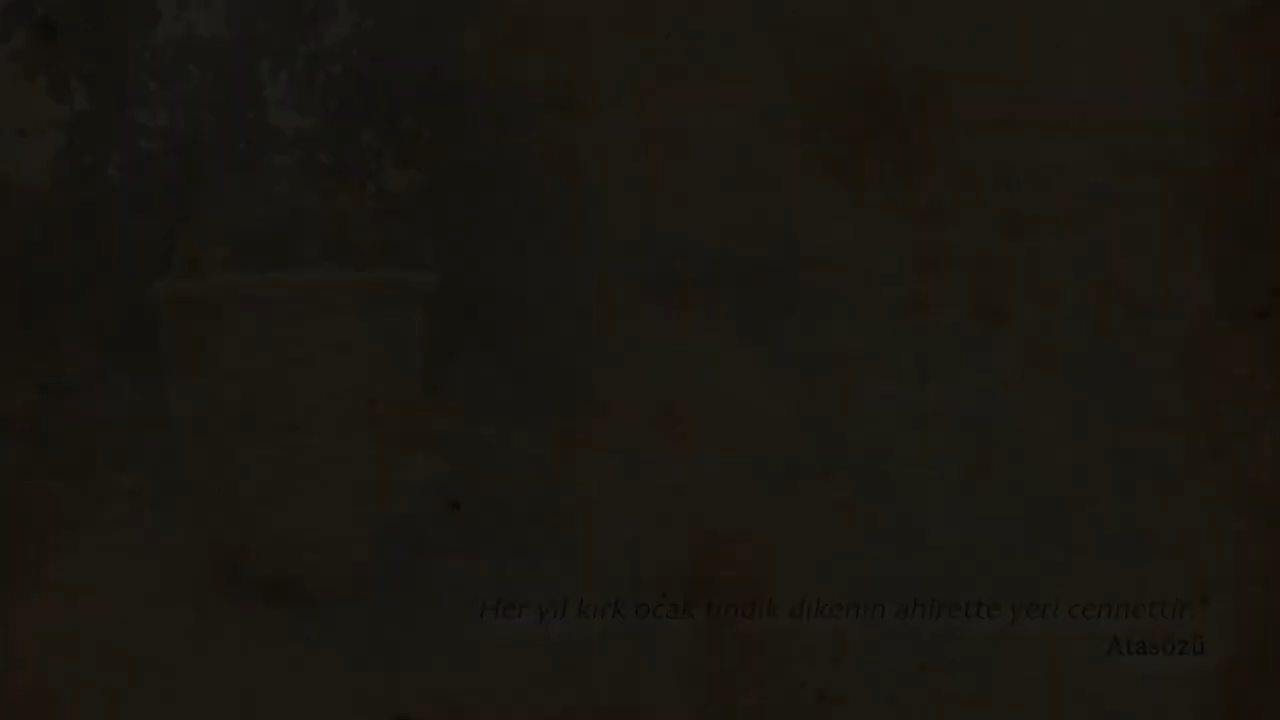 "Her yıl kırk ocak fındık dikenin ahirette yeri cennettir."
Atasözü